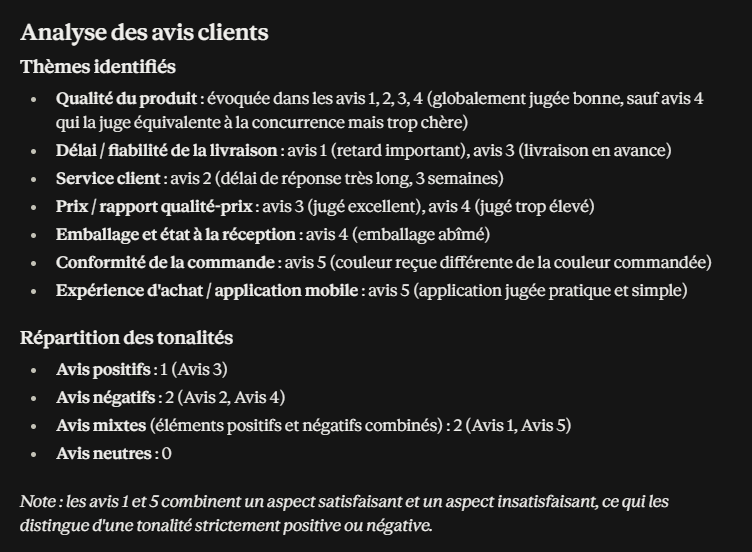 Analyse des avis clients
Thèmes identifiés
• Qualité du produit : évoquée dans les avis 1, 2, 3, 4 (globalement jugée bonne, sauf avis 4
qui la juge équivalente à la concurrence mais trop chère)
• Délai / fiabilité de la livraison : avis 1 (retard important), avis 3 (livraison en avance)
• Service client : avis 2 (délai de réponse très long, 3 semaines)
• Prix / rapport qualité-prix : avis 3 (jugé excellent), avis 4 (jugé trop élevé)
• Emballage et état à la réception : avis 4 (emballage abîmé)
• Conformité de la commande : avis 5 (couleur reçue différente de la couleur commandée)
• Expérience d'achat / application mobile : avis 5 (application jugée pratique et simple)
Répartition des tonalités
• Avis positifs : 1 (Avis 3)
• Avis négatifs : 2 (Avis 2, Avis 4)
• Avis mixtes (éléments positifs et négatifs combinés) : 2 (Avis 1, Avis 5)
• Avis neutres : 0
Note : les avis 1 et 5 combinent un aspect satisfaisant et un aspect insatisfaisant, ce qui les
distingue d'une tonalité strictement positive ou négative.